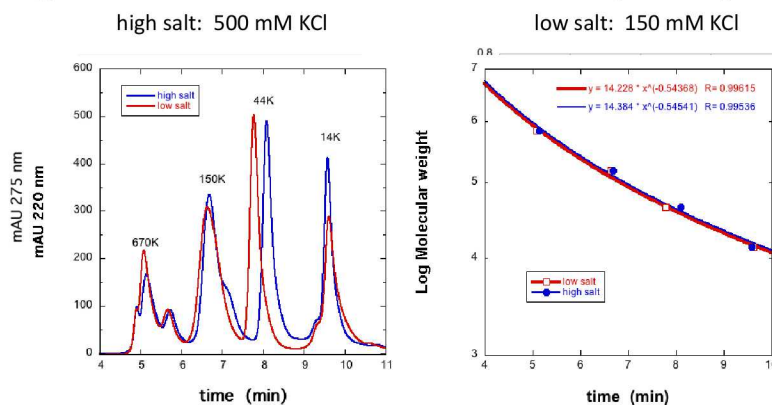 high salt: 500 mM KCl
low salt: 150 mM KCl
mAU 275 nm
mAU 220 nm
600
500
400
300
200
100
0
high salt
low salt
670K
150K
44K
14K
4 5 6 7 8 9 10 11
time (min)
0.8
Log Molecular weight
7
6
5
4
3
y = 14.228 * x^(-0.54368) R= 0.99615
y = 14.384 * x^(-0.54541) R= 0.99536
low salt
high salt
4 5 6 7 8 9 10
time (min)